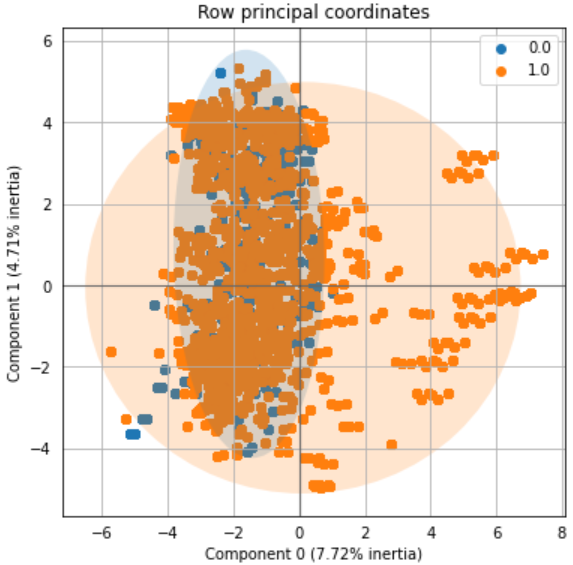 Row principal coordinates
0.0
1.0
6
4
2
0
−2
−4
Component 1 (4.71% inertia)
−6 −4 −2 0 2 4 6 8
Component 0 (7.72% inertia)